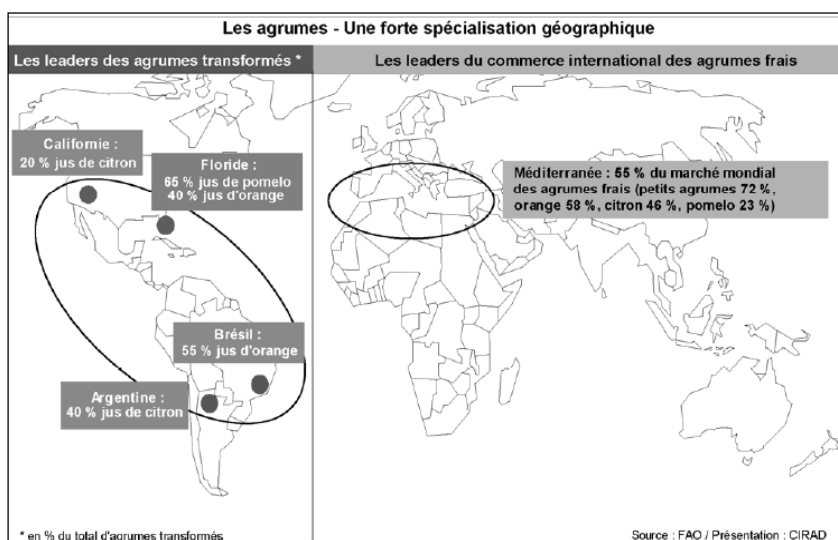 Les agrumes - Une forte spécialisation géographique
Les leaders des agrumes transformés *
Les leaders du commerce international des agrumes frais
Californie :
20 % jus de citron
Floride :
65 % jus de pomelo
40 % jus d'orange
Méditerranée : 55 % du marché mondial
des agrumes frais (petits agrumes 72 %,
orange 58 %, citron 46 %, pomelo 23 %)
Brésil :
55 % jus d'orange
Argentine :
40 % jus de citron
* en % du total d'agrumes transformés
Source : FAO / Présentation : CIRAD